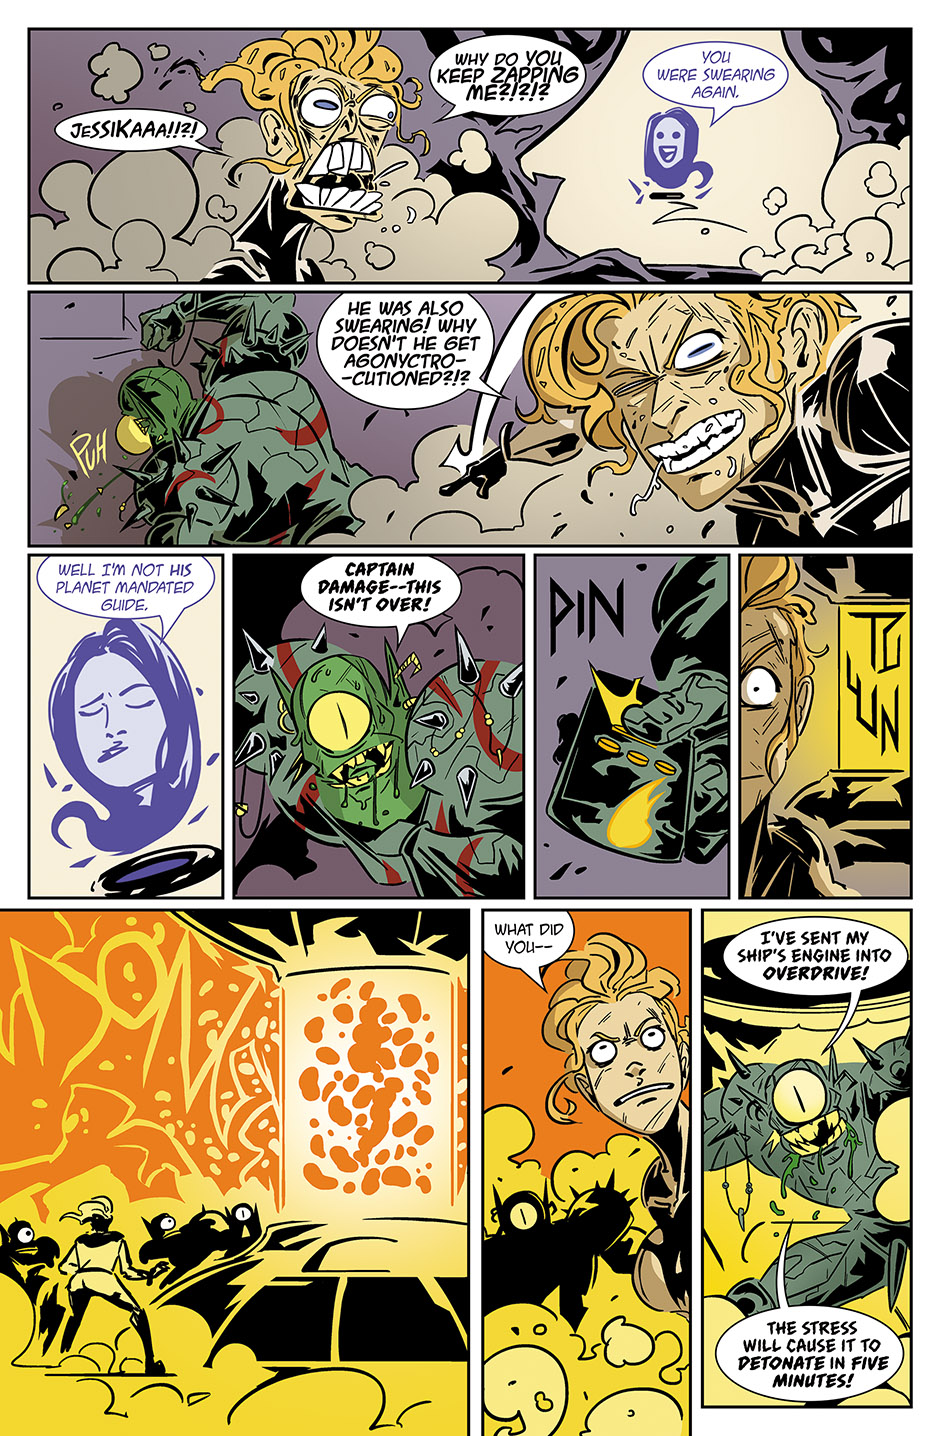 JESSIKAAA!!?!
WHY DO YOU
KEEP ZAPPING
ME?!?!?
YOU
WERE SWEARING
AGAIN.
HE WAS ALSO
SWEARING! WHY
DOESN'T HE GET
AGONYCTRO-
-CUTIONED?!?
PUH
WELL I'M NOT HIS
PLANET MANDATED
GUIDE.
CAPTAIN
DAMAGE--THIS
ISN'T OVER!
PIN
WHAT DID
YOU--
I'VE SENT MY
SHIP'S ENGINE INTO
OVERDRIVE!
THE STRESS
WILL CAUSE IT TO
DETONATE IN FIVE
MINUTES!